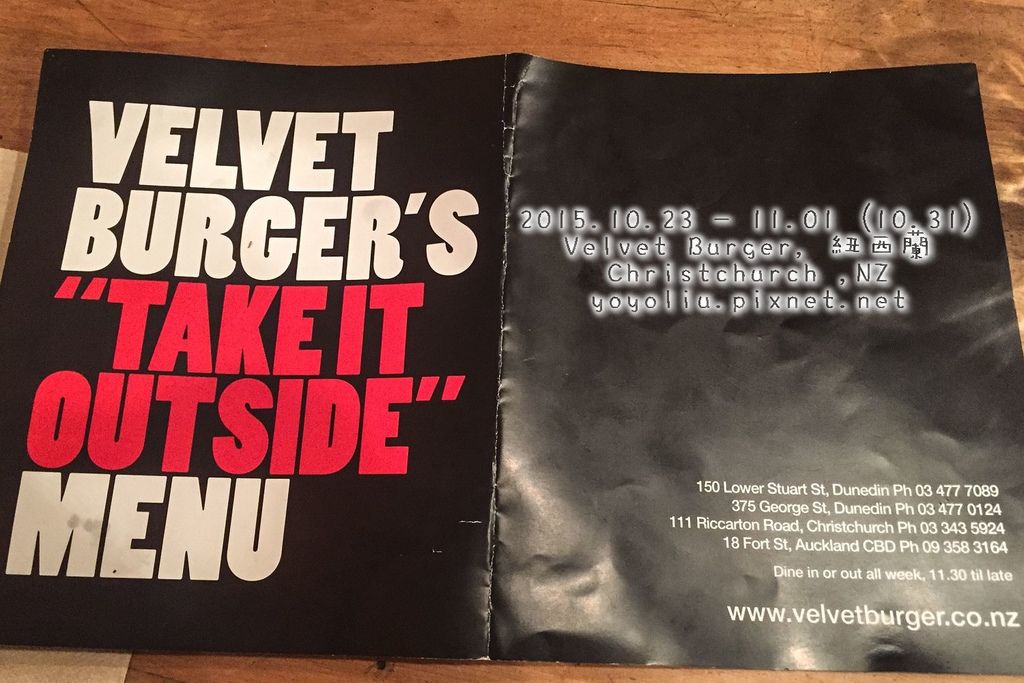 VELVET
BURGER'S
"TAKE IT
OUTSIDE"
MENU
2015.10.23 - 11.01 (10.31)
Velvet Burger, 紐西蘭
Christchurch ,NZ
yoyoliu.pixnet.net
150 Lower Stuart St, Dunedin Ph 03 477 7089
375 George St, Dunedin Ph 03 477 0124
111 Riccarton Road, Christchurch Ph 03 343 5924
18 Fort St, Auckland CBD Ph 09 358 3164
Dine in or out all week, 11.30 til late
www.velvetburger.co.nz